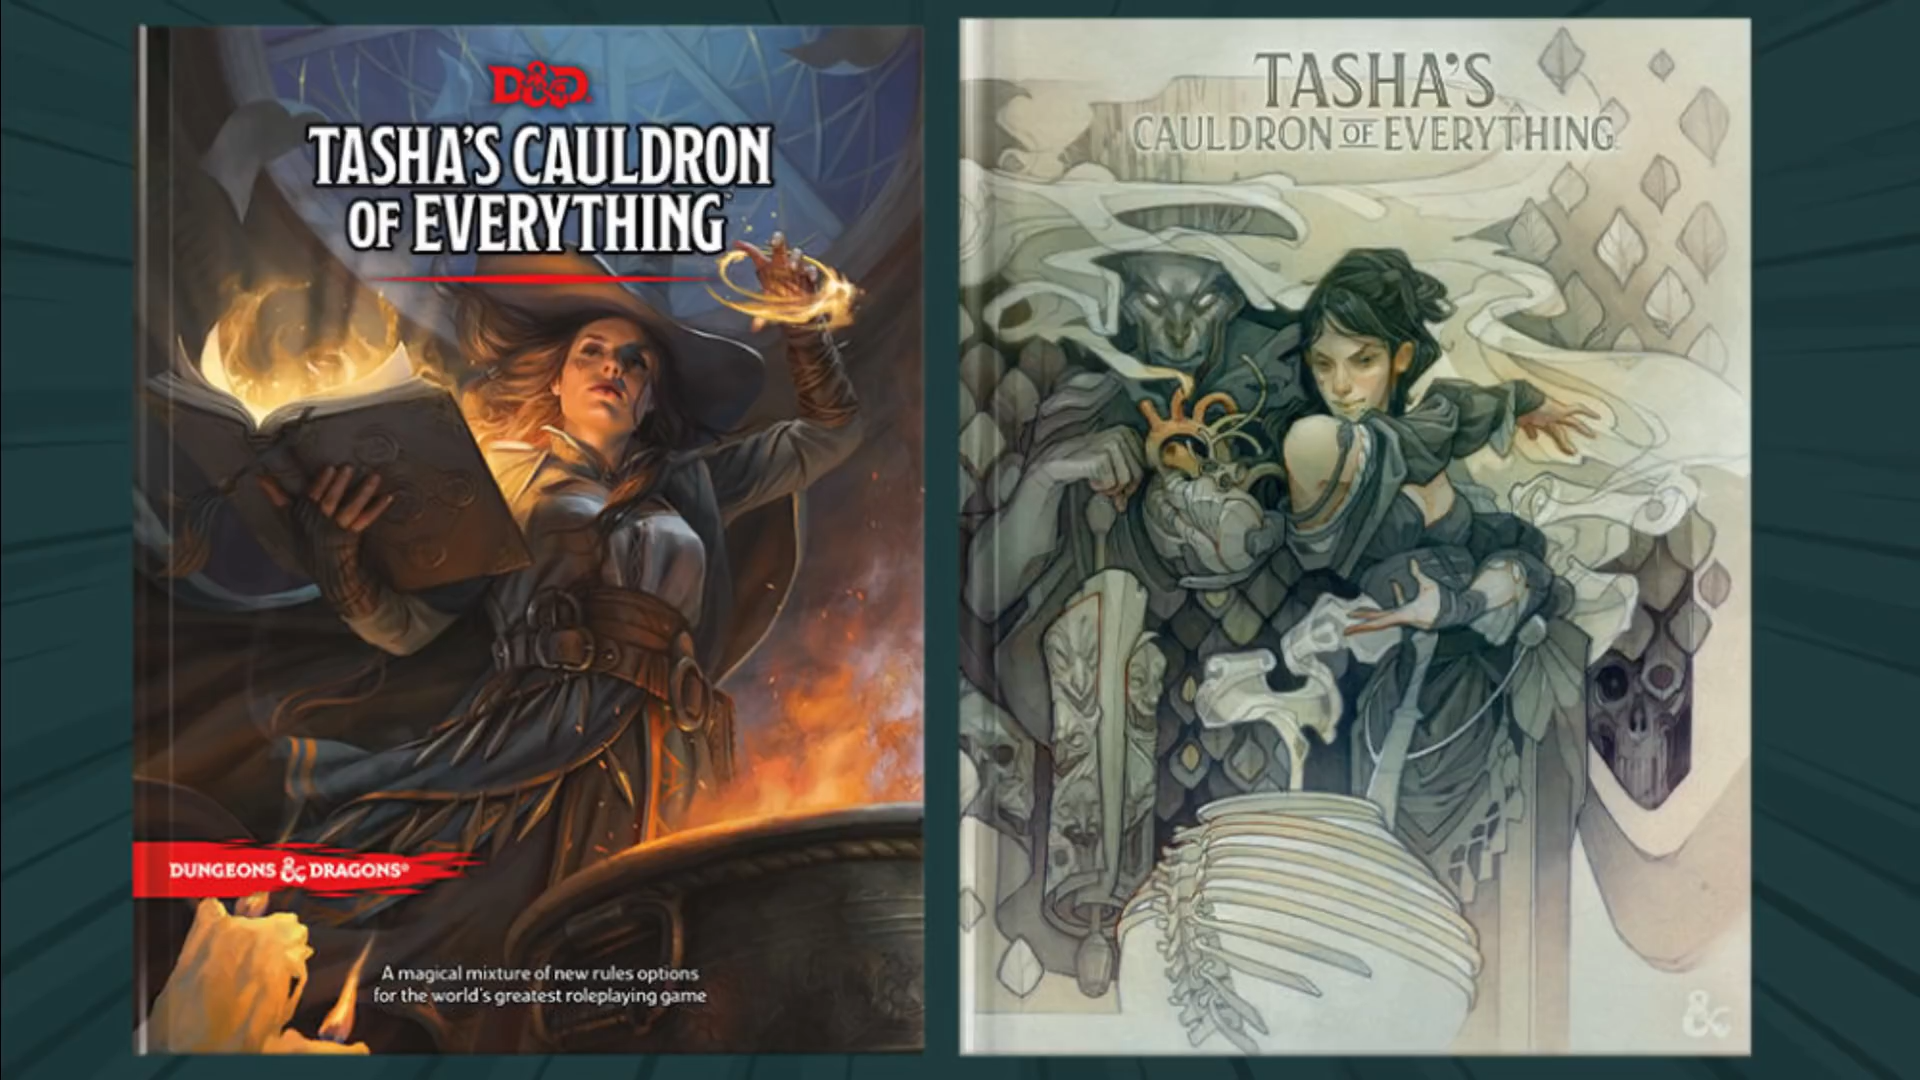 D&D
TASHA'S CAULDRON
OF EVERYTHING™
DUNGEONS & DRAGONS®
A magical mixture of new rules options
for the world's greatest roleplaying game
TASHA'S
CAULDRON OF EVERYTHING
&